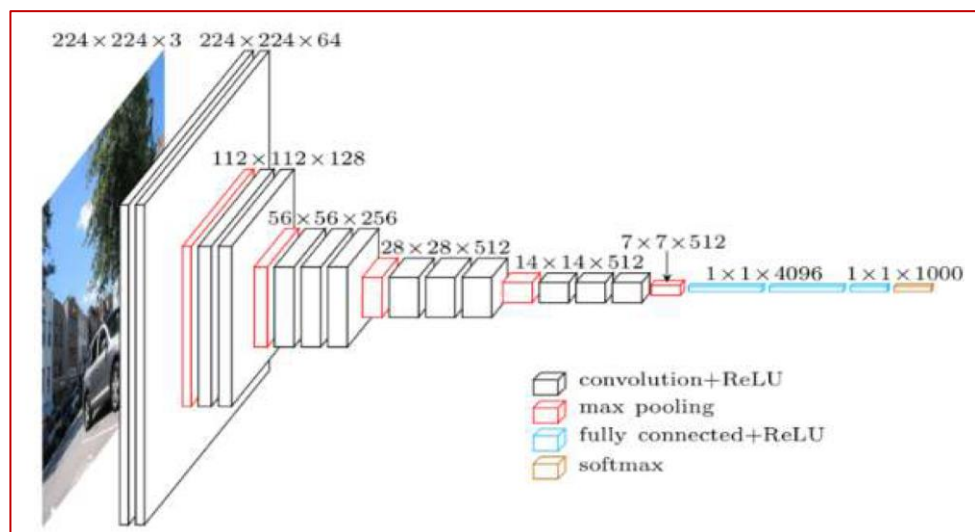 224×224×3
224×224×64
112×112×128
56×56×256
28×28×512
14×14×512
7×7×512
1×1×4096
1×1×1000
convolution+ReLU
max pooling
fully connected+ReLU
softmax